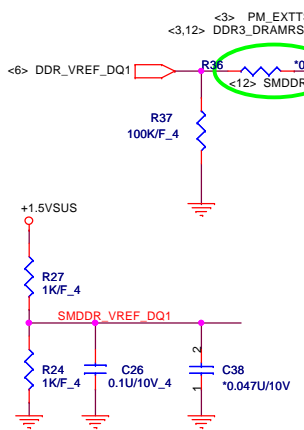 <3> PM_EXTT
<3,12> DDR3_DRAMRS
<6> DDR_VREF_DQ1
R36
*0
<12> SMDDR
R37
100K/F_4
+1.5VSUS
R27
1K/F_4
SMDDR_VREF_DQ1
R24
1K/F_4
C26
0.1U/10V_4
2
1
C38
*0.047U/10V